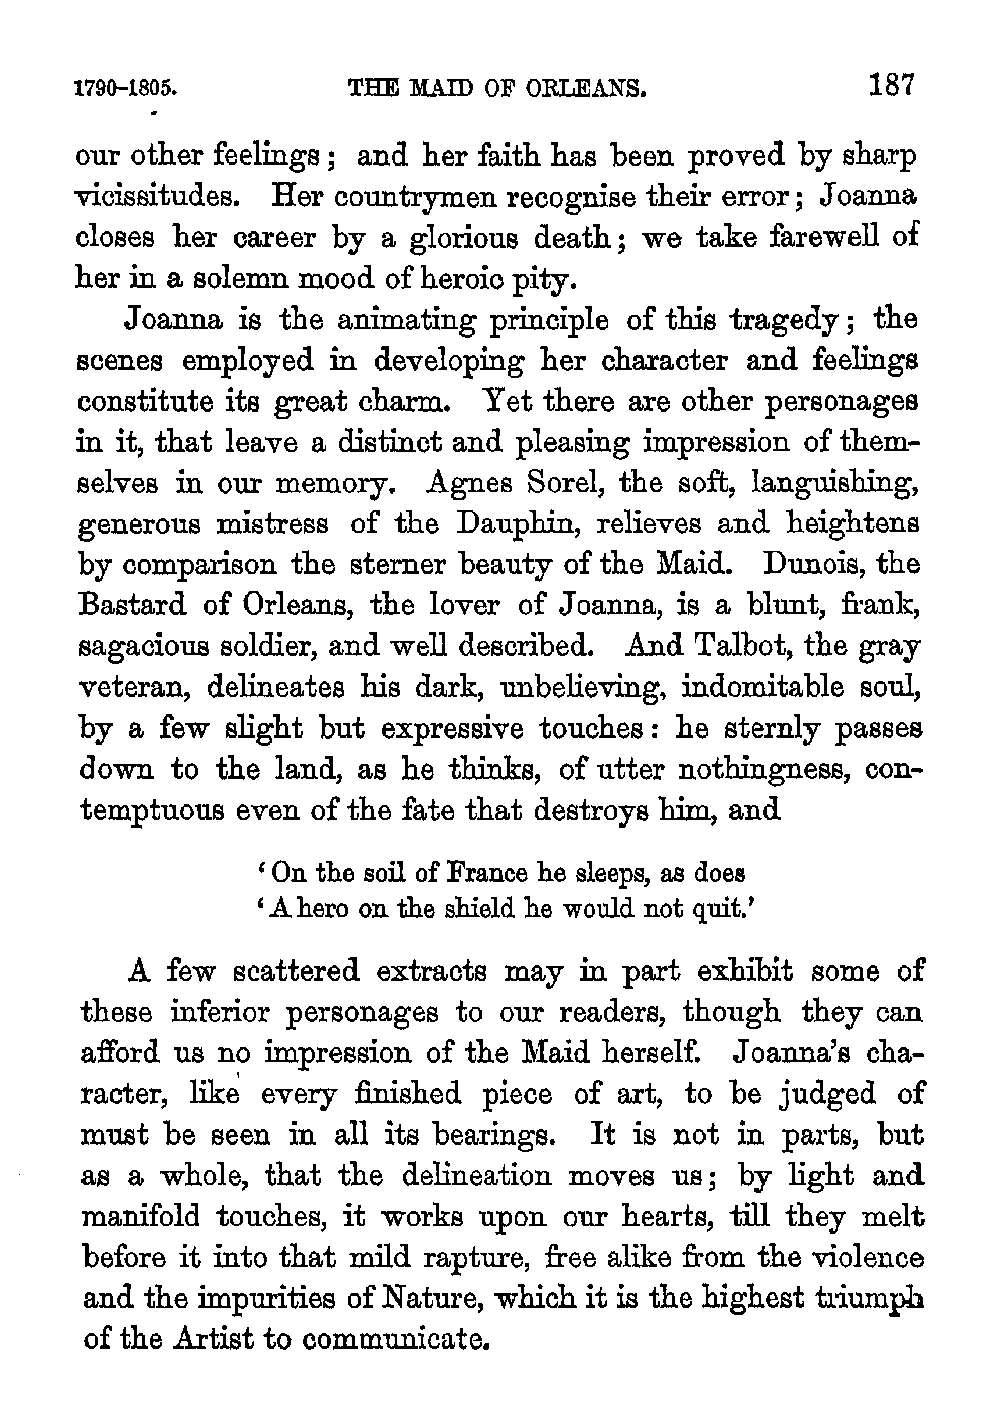 1790–1805. THE MAID OF ORLEANS. 187
our other feelings; and her faith has been proved by sharp
vicissitudes. Her countrymen recognise their error; Joanna
closes her career by a glorious death; we take farewell of
her in a solemn mood of heroic pity.
Joanna is the animating principle of this tragedy; the
scenes employed in developing her character and feelings
constitute its great charm. Yet there are other personages
in it, that leave a distinct and pleasing impression of them-
selves in our memory. Agnes Sorel, the soft, languishing,
generous mistress of the Dauphin, relieves and heightens
by comparison the sterner beauty of the Maid. Dunois, the
Bastard of Orleans, the lover of Joanna, is a blunt, frank,
sagacious soldier, and well described. And Talbot, the gray
veteran, delineates his dark, unbelieving, indomitable soul,
by a few slight but expressive touches: he sternly passes
down to the land, as he thinks, of utter nothingness, con-
temptuous even of the fate that destroys him, and
‘On the soil of France he sleeps, as does
‘A hero on the shield he would not quit.’
A few scattered extracts may in part exhibit some of
these inferior personages to our readers, though they can
afford us no impression of the Maid herself. Joanna’s cha-
racter, like every finished piece of art, to be judged of
must be seen in all its bearings. It is not in parts, but
as a whole, that the delineation moves us; by light and
manifold touches, it works upon our hearts, till they melt
before it into that mild rapture, free alike from the violence
and the impurities of Nature, which it is the highest triumph
of the Artist to communicate.